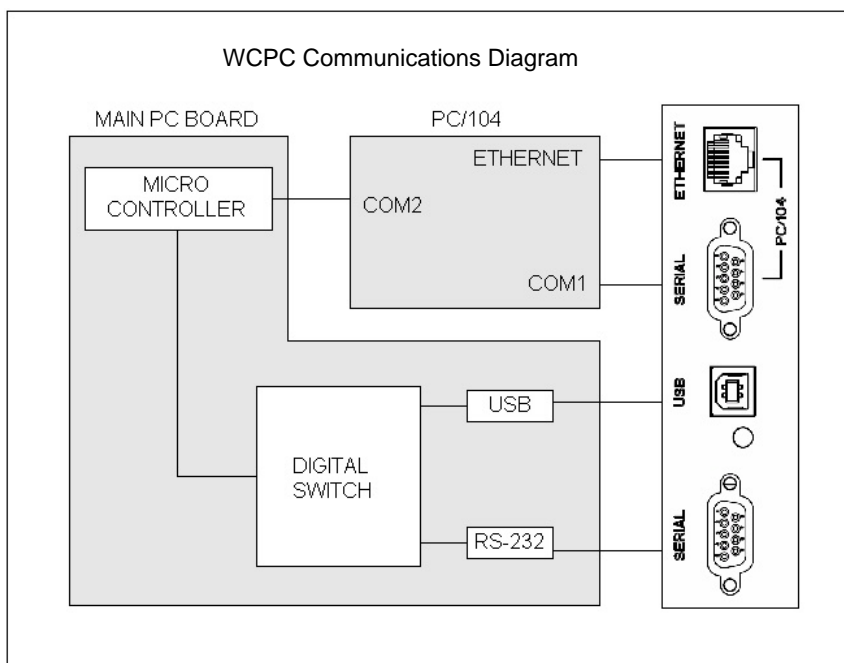 WCPC Communications Diagram
MAIN PC BOARD
PC/104
MICRO
CONTROLLER
ETHERNET
COM2
COM1
DIGITAL
SWITCH
USB
RS-232
ETHERNET
SERIAL
PC/104
USB
SERIAL